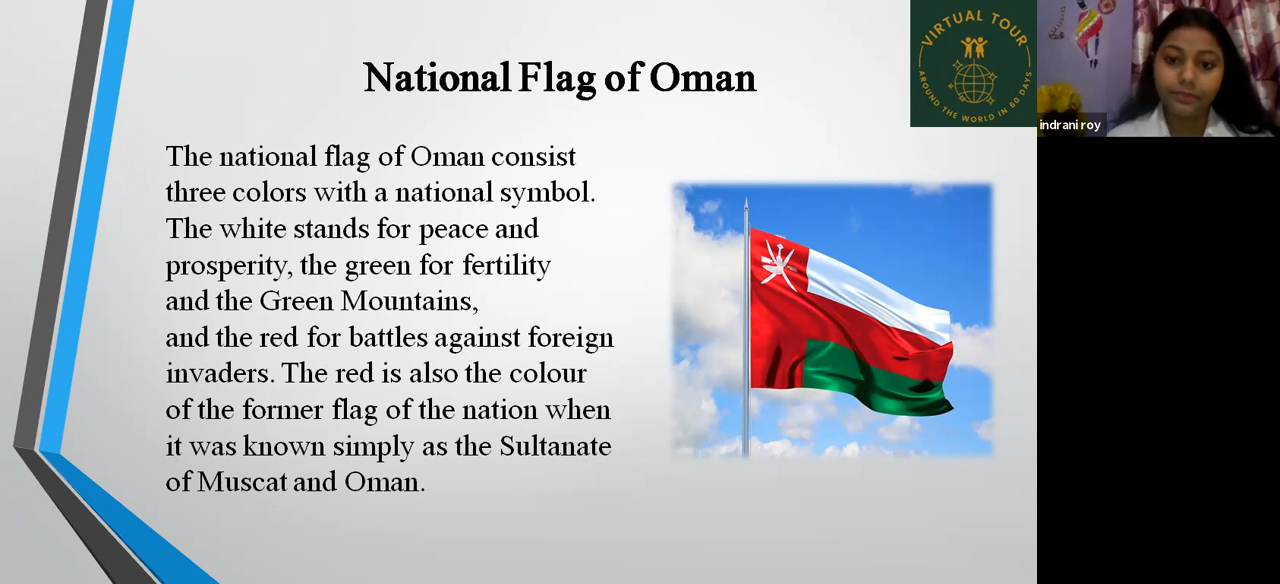 National Flag of Oman
The national flag of Oman consist
three colors with a national symbol.
The white stands for peace and
prosperity, the green for fertility
and the Green Mountains,
and the red for battles against foreign
invaders. The red is also the colour
of the former flag of the nation when
it was known simply as the Sultanate
of Muscat and Oman.
VIRTUAL TOUR
AROUND THE WORLD IN 60 DAYS
indrani roy